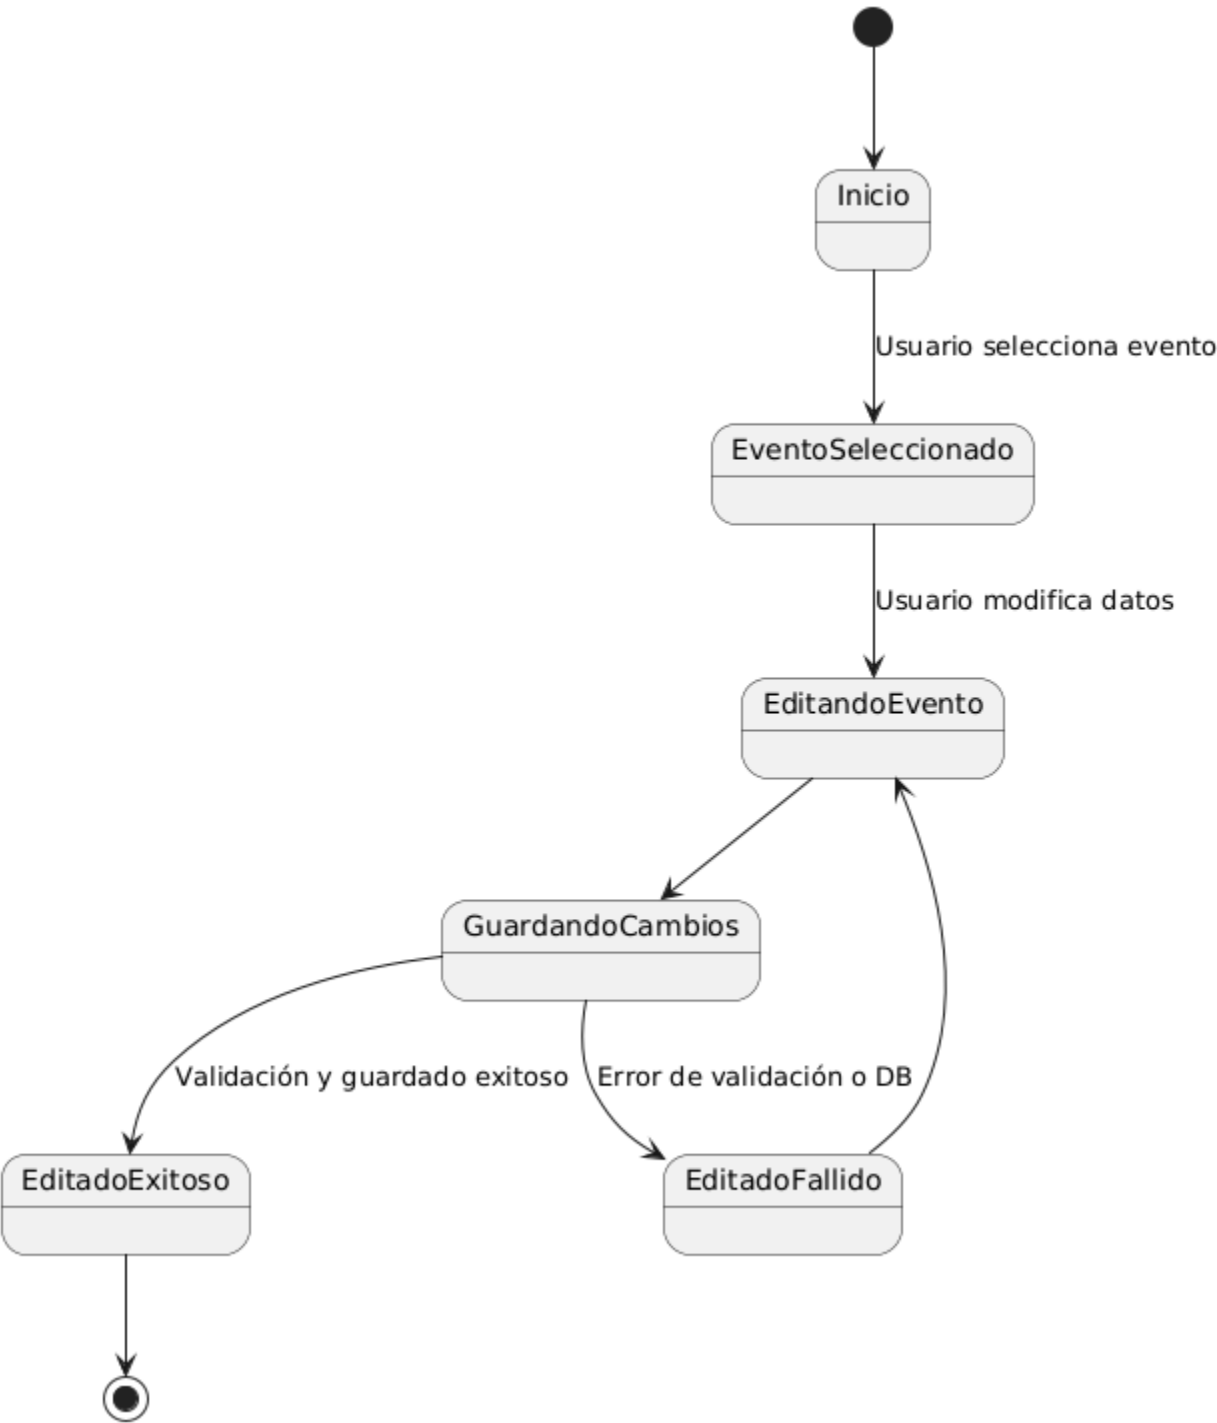 Inicio
Usuario selecciona evento
EventoSeleccionado
Usuario modifica datos
EditandoEvento
GuardandoCambios
Validación y guardado exitoso
Error de validación o DB
EditadoExitoso
EditadoFallido